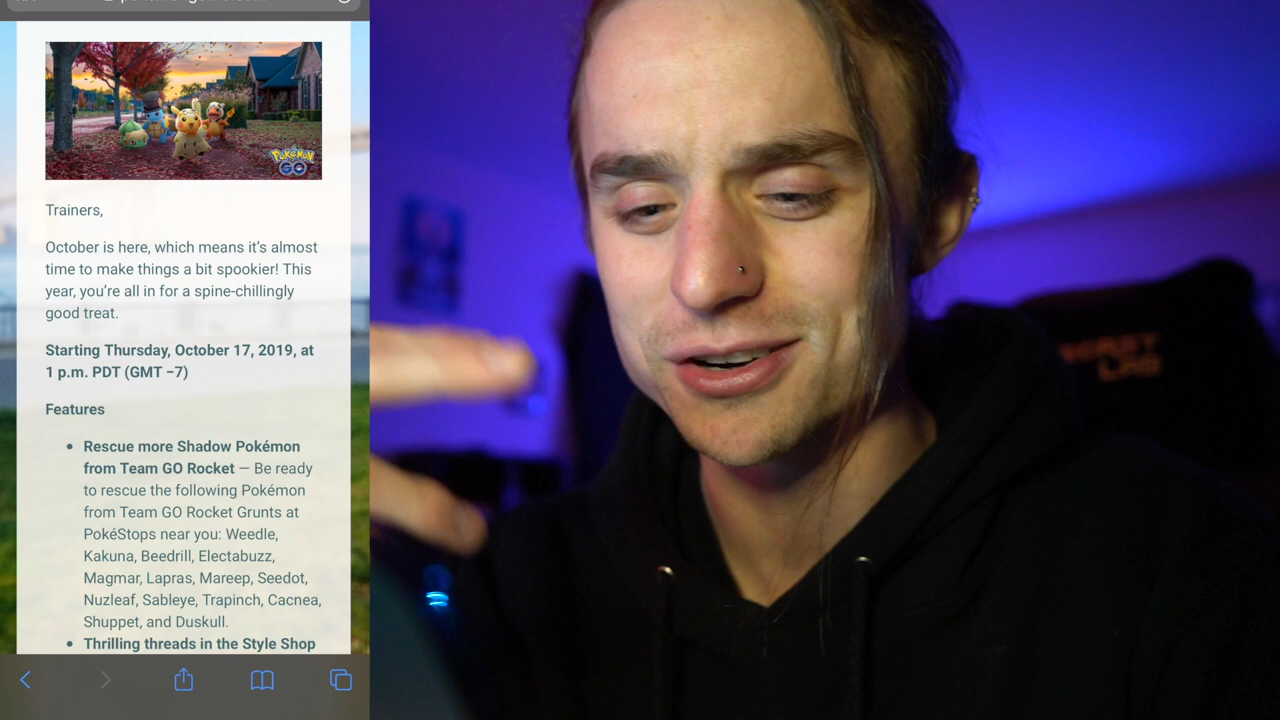 POKÉMON
GO
Trainers,
October is here, which means it’s almost
time to make things a bit spookier! This
year, you’re all in for a spine-chillingly
good treat.
Starting Thursday, October 17, 2019, at
1 p.m. PDT (GMT −7)
Features
• Rescue more Shadow Pokémon
from Team GO Rocket — Be ready
to rescue the following Pokémon
from Team GO Rocket Grunts at
PokéStops near you: Weedle,
Kakuna, Beedrill, Electabuzz,
Magmar, Lapras, Mareep, Seedot,
Nuzleaf, Sableye, Trapinch, Cacnea,
Shuppet, and Duskull.
• Thrilling threads in the Style Shop